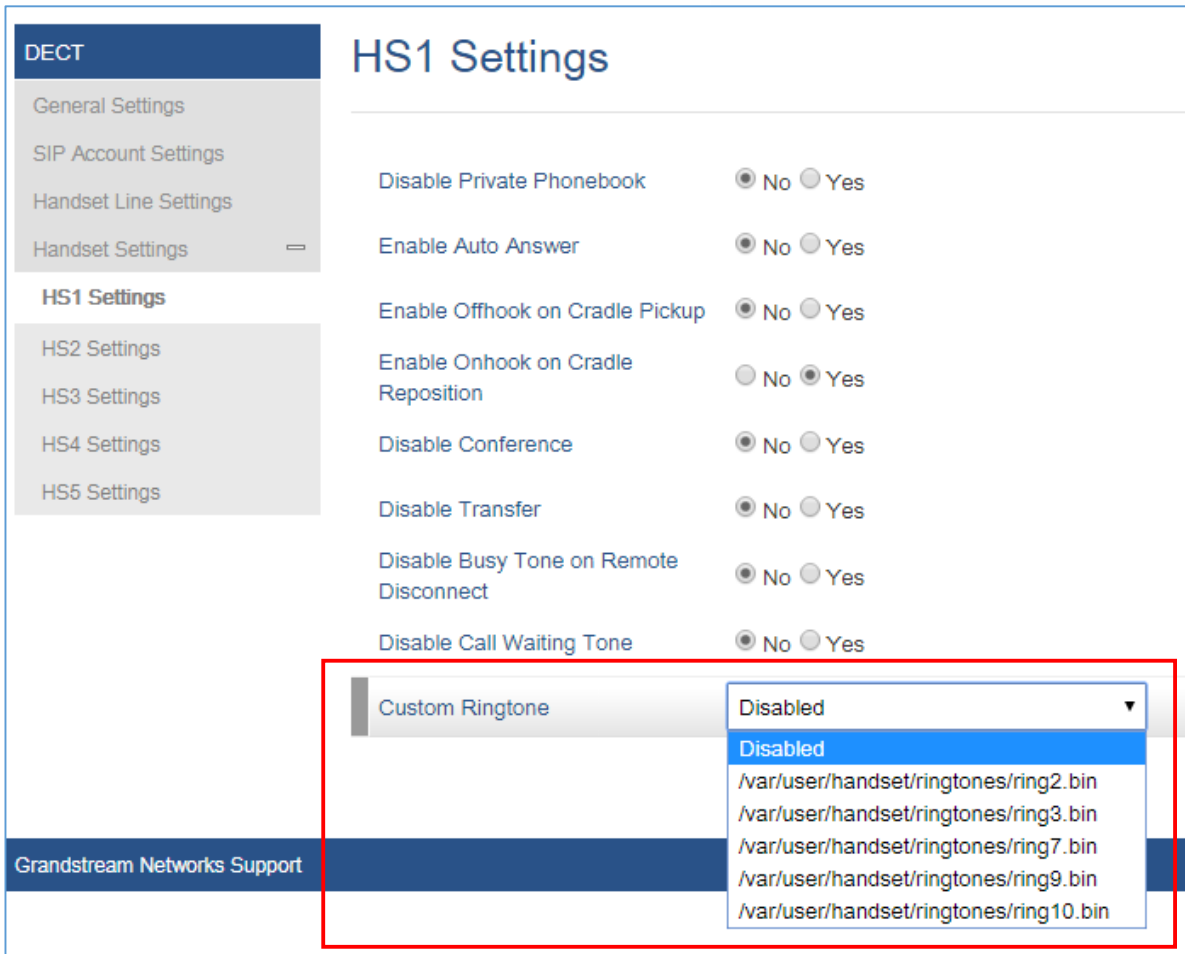 DECT
General Settings
SIP Account Settings
Handset Line Settings
Handset Settings
HS1 Settings
HS2 Settings
HS3 Settings
HS4 Settings
HS5 Settings
HS1 Settings
Disable Private Phonebook No Yes
Enable Auto Answer No Yes
Enable Offhook on Cradle Pickup No Yes
Enable Onhook on Cradle
Reposition No Yes
Disable Conference No Yes
Disable Transfer No Yes
Disable Busy Tone on Remote
Disconnect No Yes
Disable Call Waiting Tone No Yes
Custom Ringtone Disabled
Disabled
/var/user/handset/ringtones/ring2.bin
/var/user/handset/ringtones/ring3.bin
/var/user/handset/ringtones/ring7.bin
/var/user/handset/ringtones/ring9.bin
/var/user/handset/ringtones/ring10.bin
Grandstream Networks Support